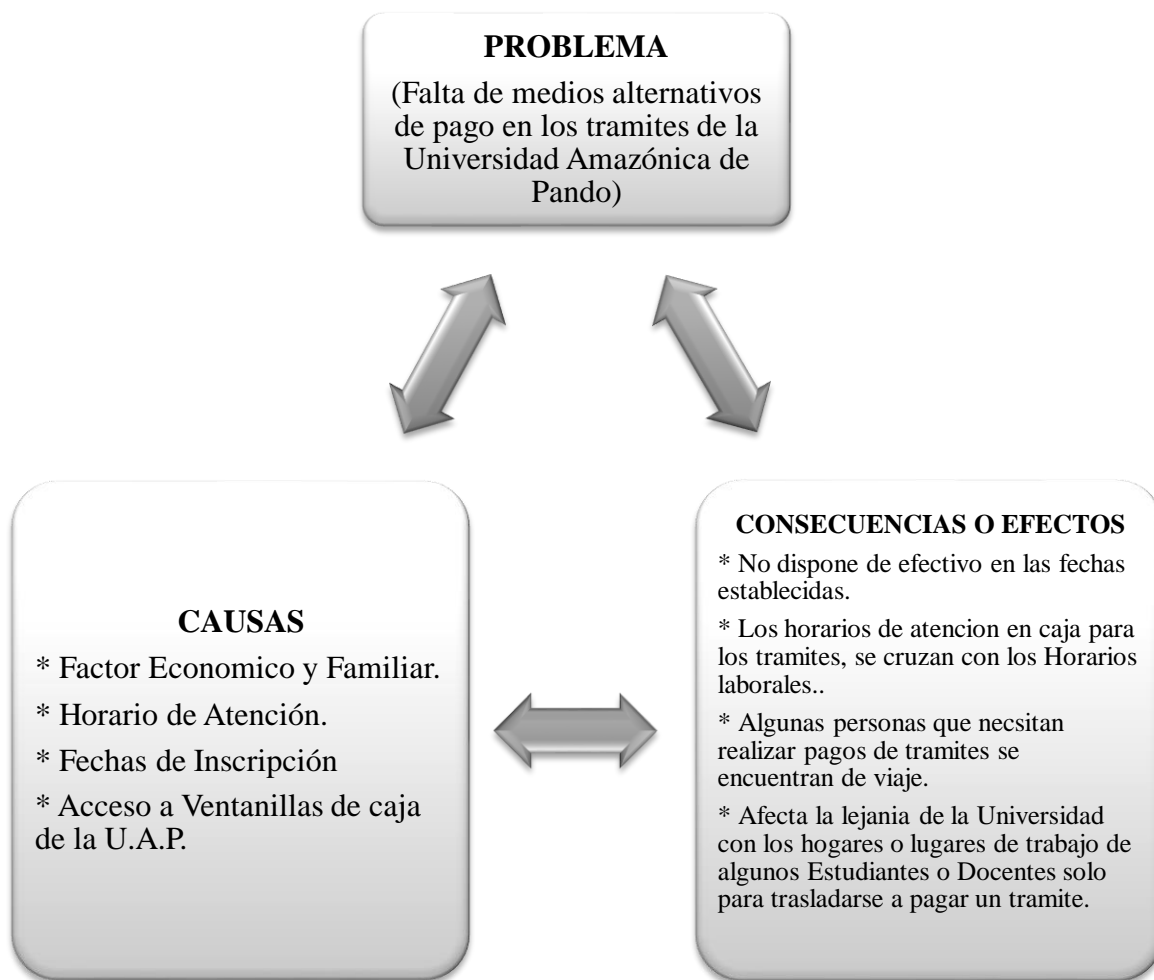 PROBLEMA
(Falta de medios alternativos
de pago en los tramites de la
Universidad Amazónica de
Pando)
CAUSAS
* Factor Economico y Familiar.
* Horario de Atención.
* Fechas de Inscripción
* Acceso a Ventanillas de caja
de la U.A.P.
CONSECUENCIAS O EFECTOS
* No dispone de efectivo en las fechas
establecidas.
* Los horarios de atencion en caja para
los tramites, se cruzan con los Horarios
laborales..
* Algunas personas que necsitan
realizar pagos de tramites se
encuentran de viaje.
* Afecta la lejania de la Universidad
con los hogares o lugares de trabajo de
algunos Estudiantes o Docentes solo
para trasladarse a pagar un tramite.